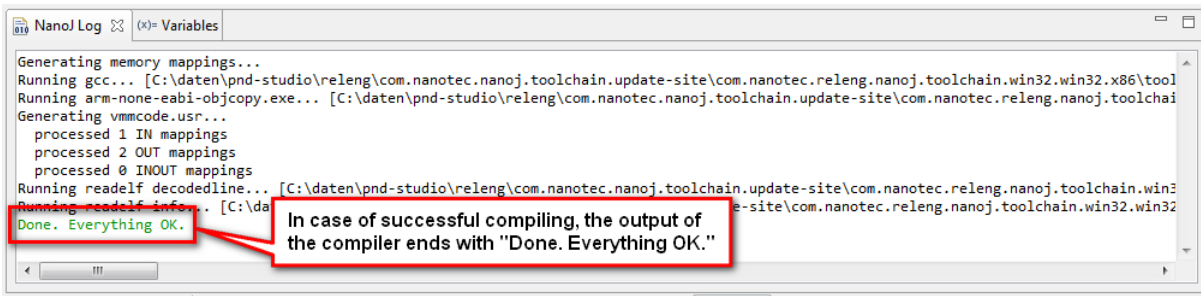 NanoJ Log (x)= Variables
Generating memory mappings...
Running gcc... [C:\daten\pnd-studio\releng\com.nanotec.nanoj.toolchain.update-site\com.nanotec.releng.nanoj.toolchain.win32.win32.x86\tool
Running arm-none-eabi-objcopy.exe... [C:\daten\pnd-studio\releng\com.nanotec.nanoj.toolchain.update-site\com.nanotec.releng.nanoj.toolchai
Generating vmmcode.usr...
processed 1 IN mappings
processed 2 OUT mappings
processed 0 INOUT mappings
Running readelf decodedline... [C:\daten\pnd-studio\releng\com.nanotec.nanoj.toolchain.update-site\com.nanotec.releng.nanoj.toolchain.win3
Running readelf info... [C:\da e-site\com.nanotec.releng.nanoj.toolchain.win32.win32
Done. Everything OK.
In case of successful compiling, the output of
the compiler ends with "Done. Everything OK."